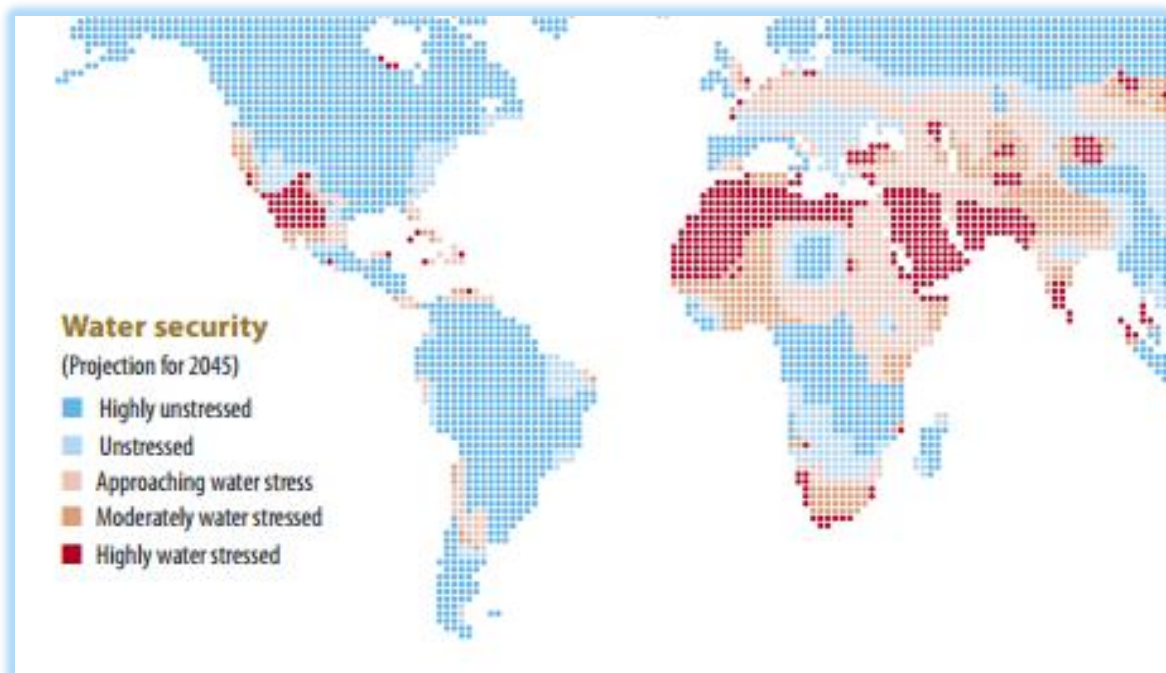 Water security
(Projection for 2045)
Highly unstressed
Unstressed
Approaching water stress
Moderately water stressed
Highly water stressed